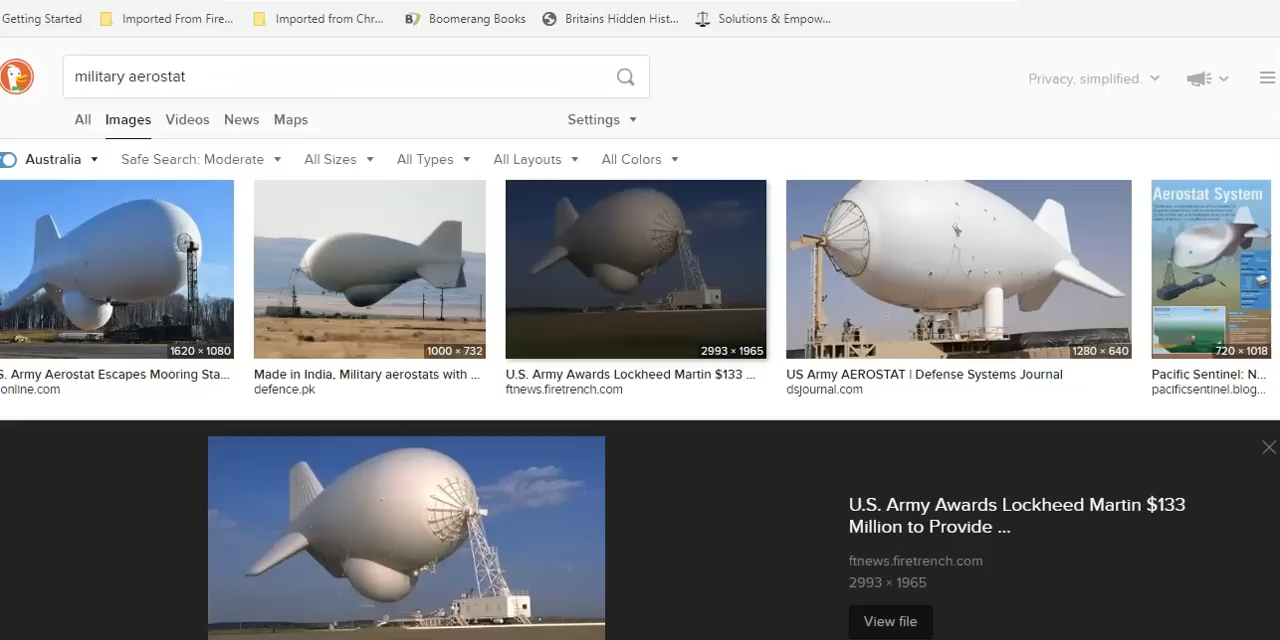 Getting Started
Imported From Fire...
Imported from Chr...
Boomerang Books
Britains Hidden Hist...
Solutions & Empow...
military aerostat
Privacy, simplified.
All
Images
Videos
News
Maps
Settings
Australia
Safe Search: Moderate
All Sizes
All Types
All Layouts
All Colors
Aerostat System
1620 × 1080
1000 × 732
2993 × 1965
1280 × 640
720 × 1018
S. Army Aerostat Escapes Mooring Sta...
online.com
Made in India, Military aerostats with ...
defence.pk
U.S. Army Awards Lockheed Martin $133 ...
ftnews.firetrench.com
US Army AEROSTAT | Defense Systems Journal
dsjournal.com
Pacific Sentinel: N...
pacificsentinel.blog...
U.S. Army Awards Lockheed Martin $133
Million to Provide ...
ftnews.firetrench.com
2993 × 1965
View file